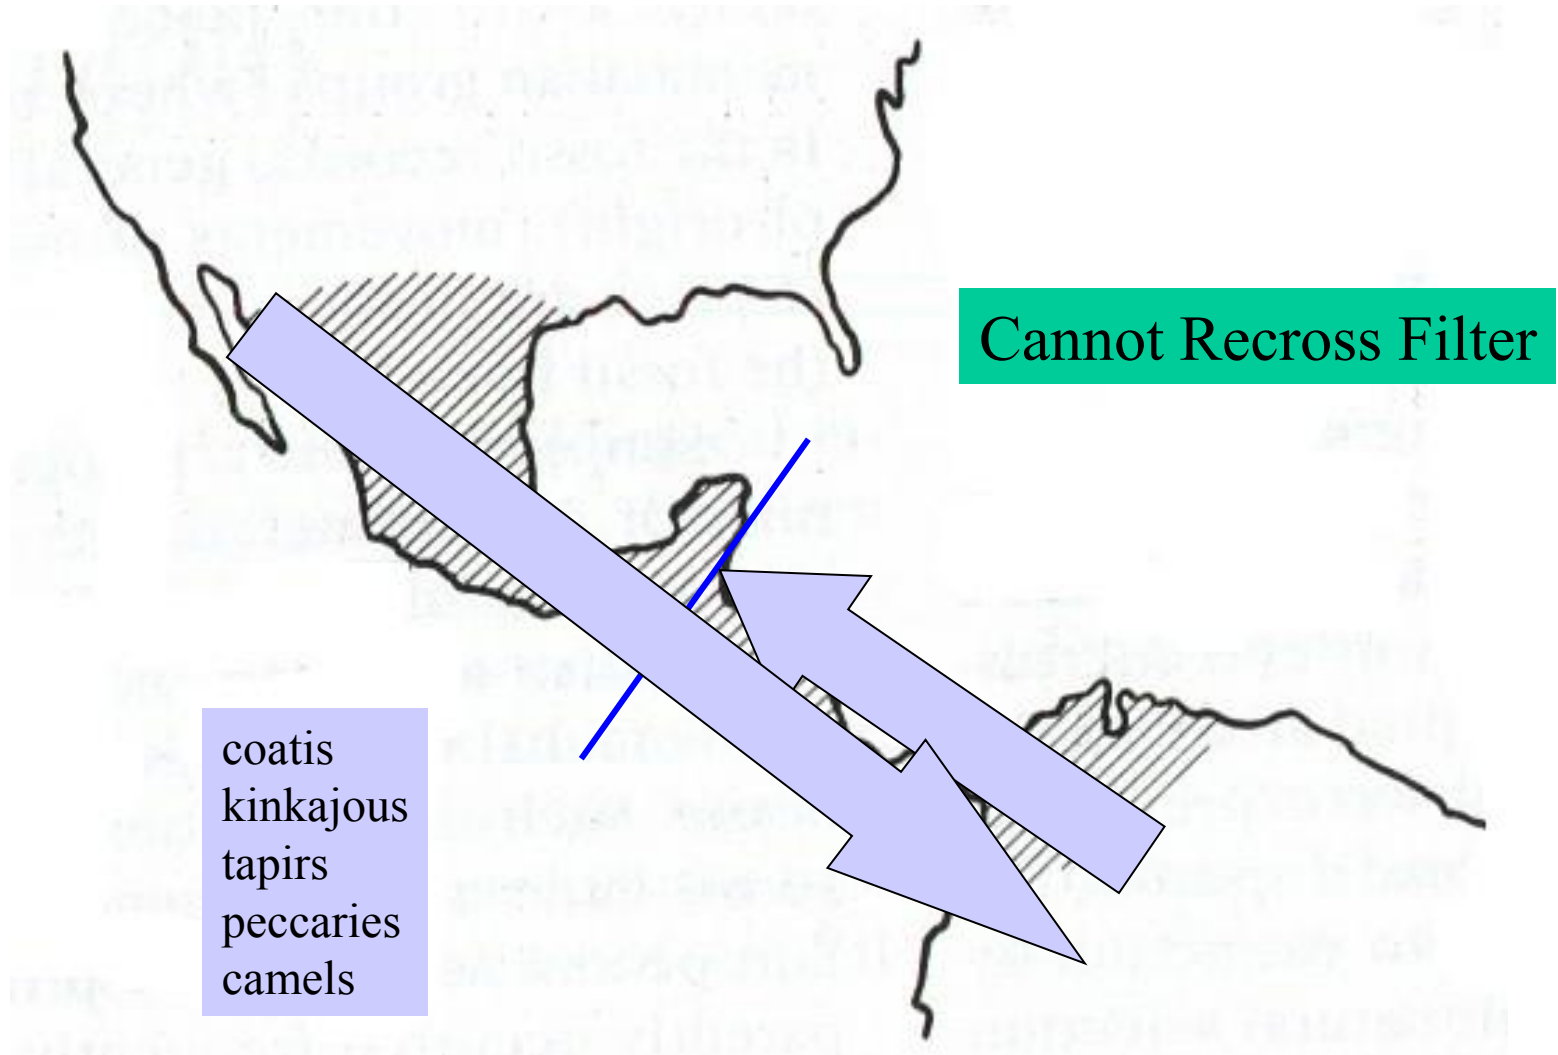 Cannot Recross Filter
coatis
kinkajous
tapirs
peccaries
camels